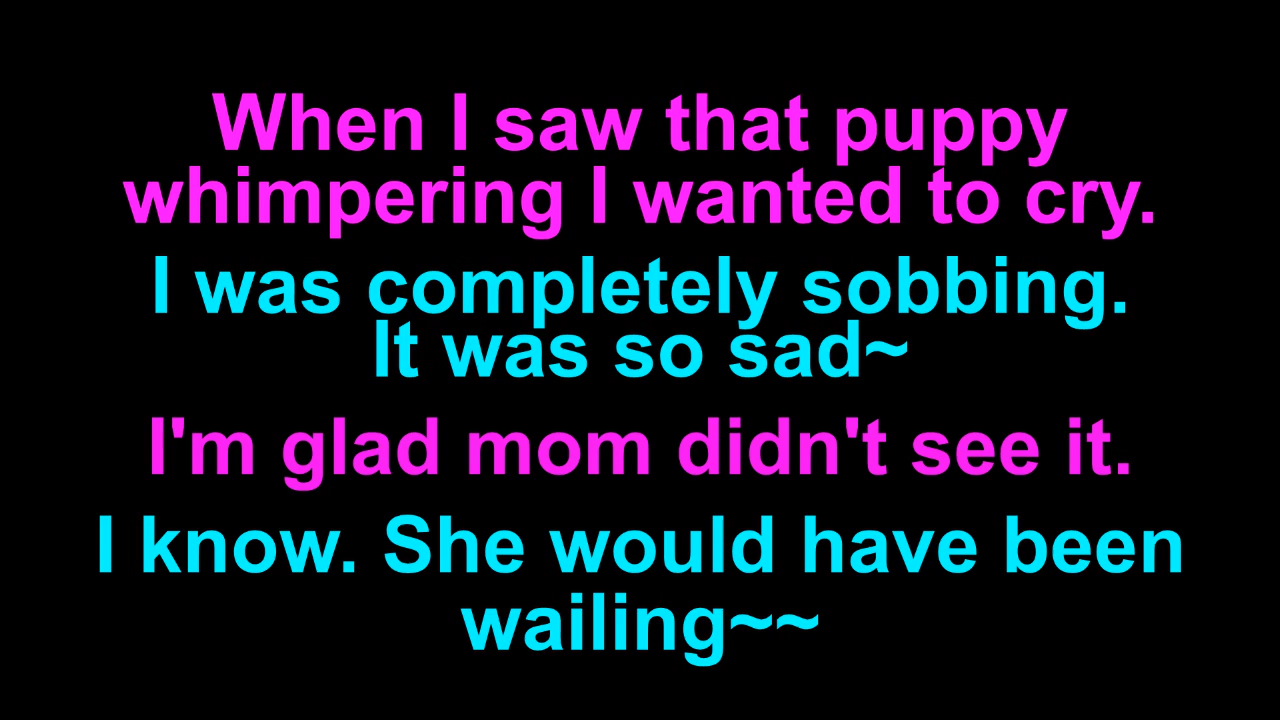 When I saw that puppy
whimpering I wanted to cry.
I was completely sobbing.
It was so sad~
I'm glad mom didn't see it.
I know. She would have been
wailing~~